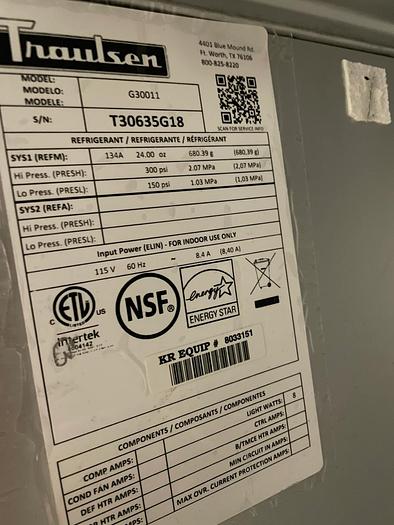 Traulsen
4401 Blue Mound Rd.
Ft. Worth, TX 76106
800-825-8220
MODEL:
MODELO: G30011
MODELE:
S/N: T30635G18
SCAN FOR SERVICE INFO
REFRIGERANT / REFRIGERANTE / RÉFRIGÉRANT
SYS1 (REFM): 134A 24.00 oz 680.39 g (680,39 g)
Hi Press. (PRESH): 300 psi 2.07 MPa (2,07 MPa)
Lo Press. (PRESL): 150 psi 1.03 MPa (1,03 MPa)
SYS2 (REFA):
Hi Press. (PRESH):
Lo Press. (PRESL):
Input Power (ELIN) - FOR INDOOR USE ONLY
115 V 60 Hz ~ 8.4 A (8,40 A)
C ETL US
LISTED
Intertek
3004142
NSF®
energy
ENERGY STAR
KR EQUIP # 8033151
COMPONENTS / COMPONENTS / COMPOSANTS / COMPONENTES
COMP AMPS: LIGHT WATTS: 8
COND FAN AMPS: CTRL AMPS:
DEF HTR AMPS: B/TMCE HTR AMPS:
HTR AMPS: MIN CIRCUIT IN AMPS:
MAX OVR. CURRENT PROTECTION AMPS: